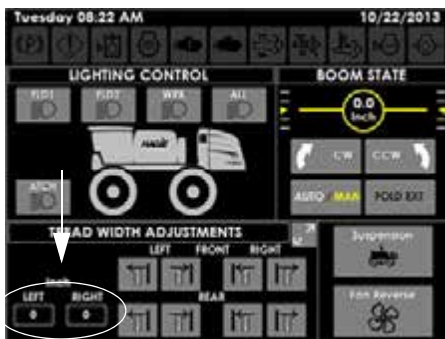 Tuesday 08:22 AM 10/22/2013
(P) (!)
LIGHTING CONTROL
FLD1 FLD2 WRK ALL
HAGIE
BOOM STATE
0.0
Inch
CW CCW
AUTO / MAN FOLD EXT
TREAD WIDTH ADJUSTMENTS
LEFT FRONT RIGHT
Inch
LEFT RIGHT
0 0
REAR
Suspension
Fan Reverse